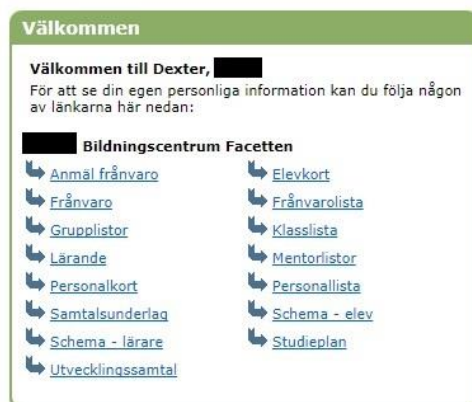 Välkommen
Välkommen till Dexter,
För att se din egen personliga information kan du följa någon
av länkarna här nedan:
Bildningscentrum Facetten
Anmäl frånvaro
Elevkort
Frånvaro
Frånvarolista
Grupplistor
Klasslista
Lärande
Mentorlistor
Personalkort
Personallista
Samtalsunderlag
Schema - elev
Schema - lärare
Studieplan
Utvecklingssamtal